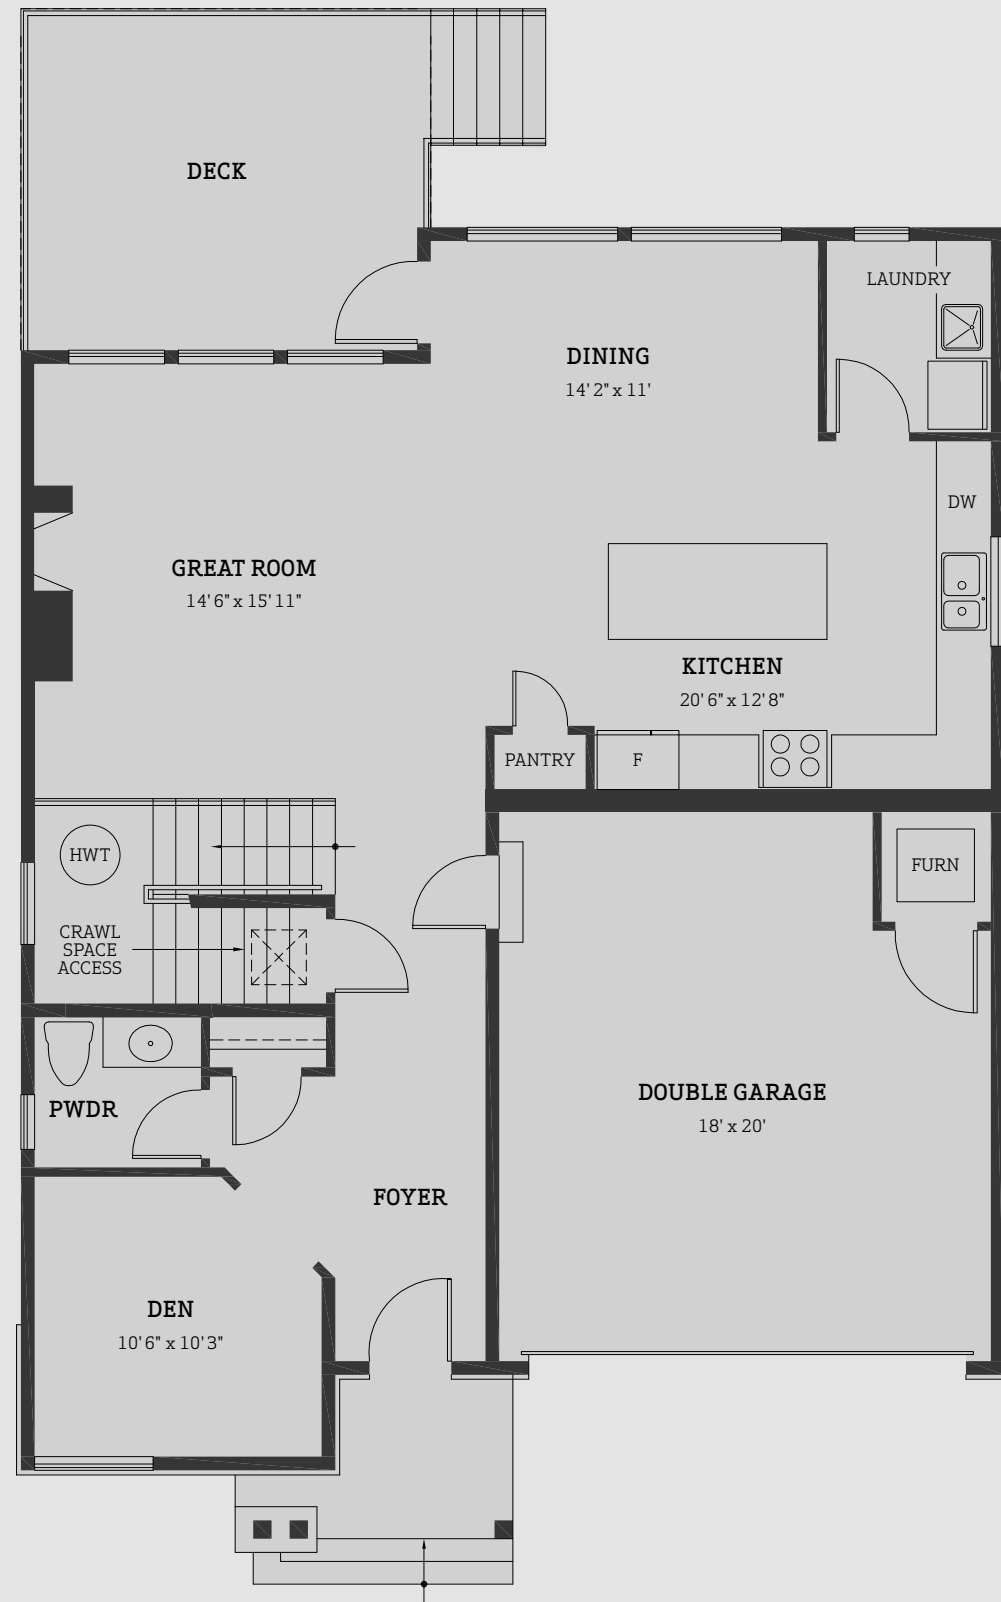 DECK
LAUNDRY
DINING
14' 2" x 11'
DW
GREAT ROOM
14' 6" x 15' 11"
KITCHEN
20' 6" x 12' 8"
PANTRY
F
HWT
FURN
CRAWL
SPACE
ACCESS
DOUBLE GARAGE
18' x 20'
PWDR
FOYER
DEN
10' 6" x 10' 3"